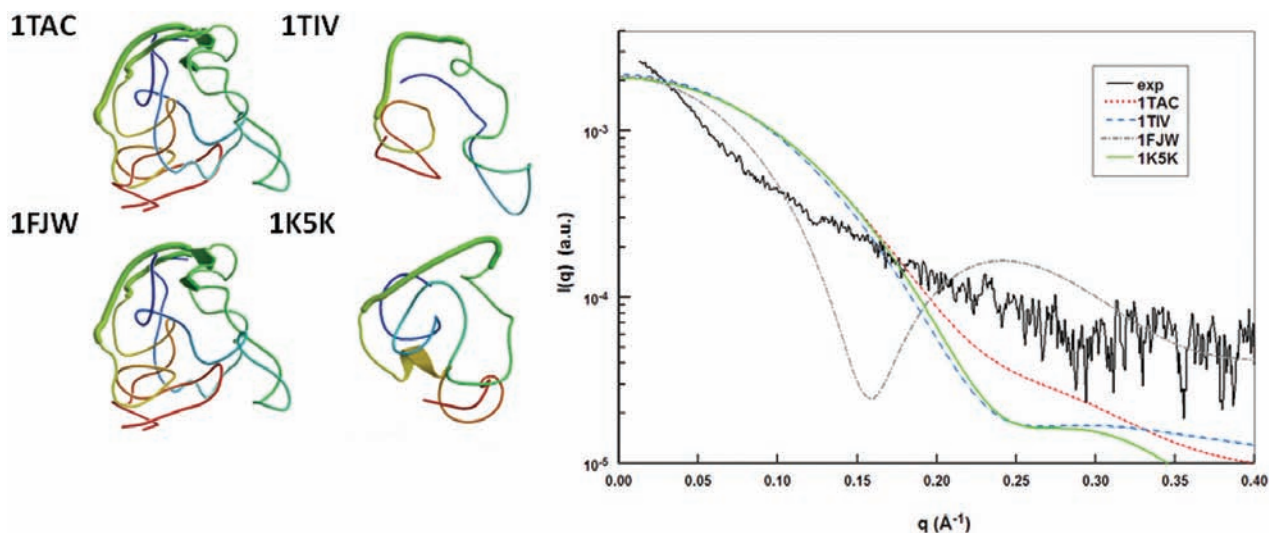 1TAC
1TIV
1FJW
1K5K
I(q) (a.u.)
10⁻³
10⁻⁴
10⁻⁵
exp
1TAC
1TIV
1FJW
1K5K
0.00 0.05 0.10 0.15 0.20 0.25 0.30 0.35 0.40
q (Å⁻¹)